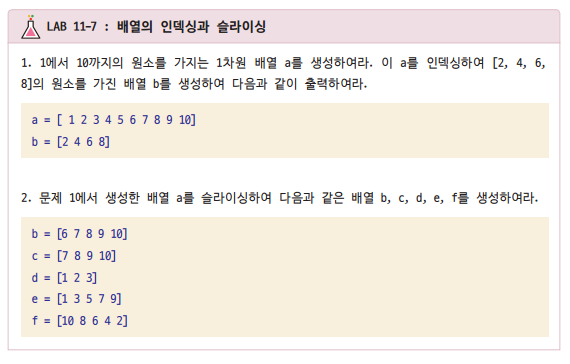 LAB 11-7 : 배열의 인덱싱과 슬라이싱
1. 1에서 10까지의 원소를 가지는 1차원 배열 a를 생성하여라. 이 a를 인덱싱하여 [2, 4, 6,
8]의 원소를 가진 배열 b를 생성하여 다음과 같이 출력하여라.
a = [ 1 2 3 4 5 6 7 8 9 10]
b = [2 4 6 8]
2. 문제 1에서 생성한 배열 a를 슬라이싱하여 다음과 같은 배열 b, c, d, e, f를 생성하여라.
b = [6 7 8 9 10]
c = [7 8 9 10]
d = [1 2 3]
e = [1 3 5 7 9]
f = [10 8 6 4 2]